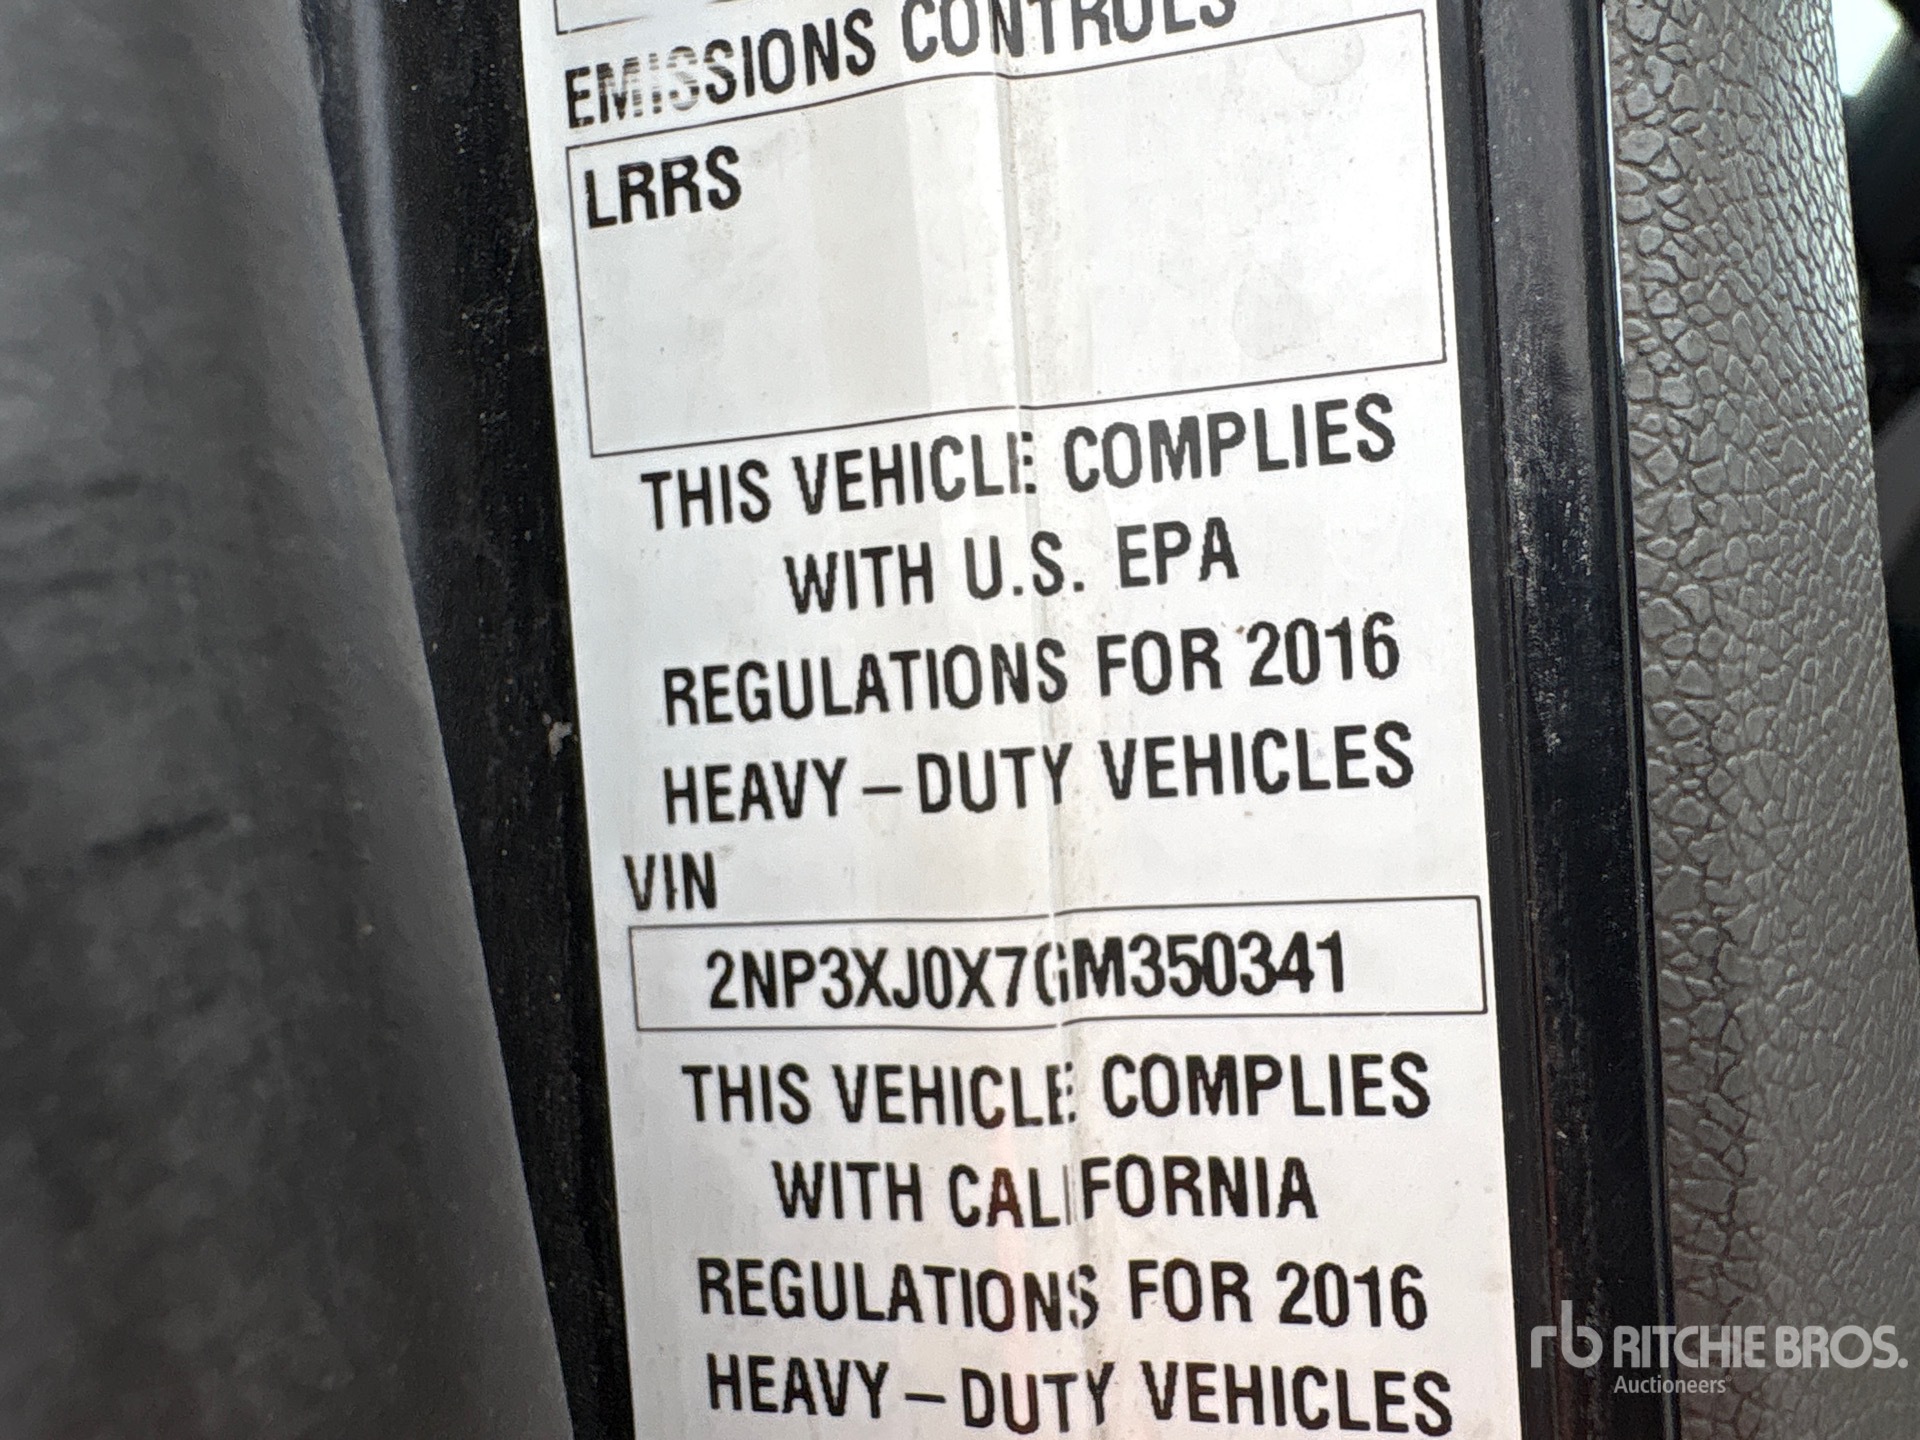 EMISSIONS CONTROLS
LRRS
THIS VEHICLE COMPLIES
WITH U.S. EPA
REGULATIONS FOR 2016
HEAVY – DUTY VEHICLES
VIN
2NP3XJ0X7GM350341
THIS VEHICLE COMPLIES
WITH CALIFORNIA
REGULATIONS FOR 2016
HEAVY – DUTY VEHICLES
rb RITCHIE BROS.
Auctioneers